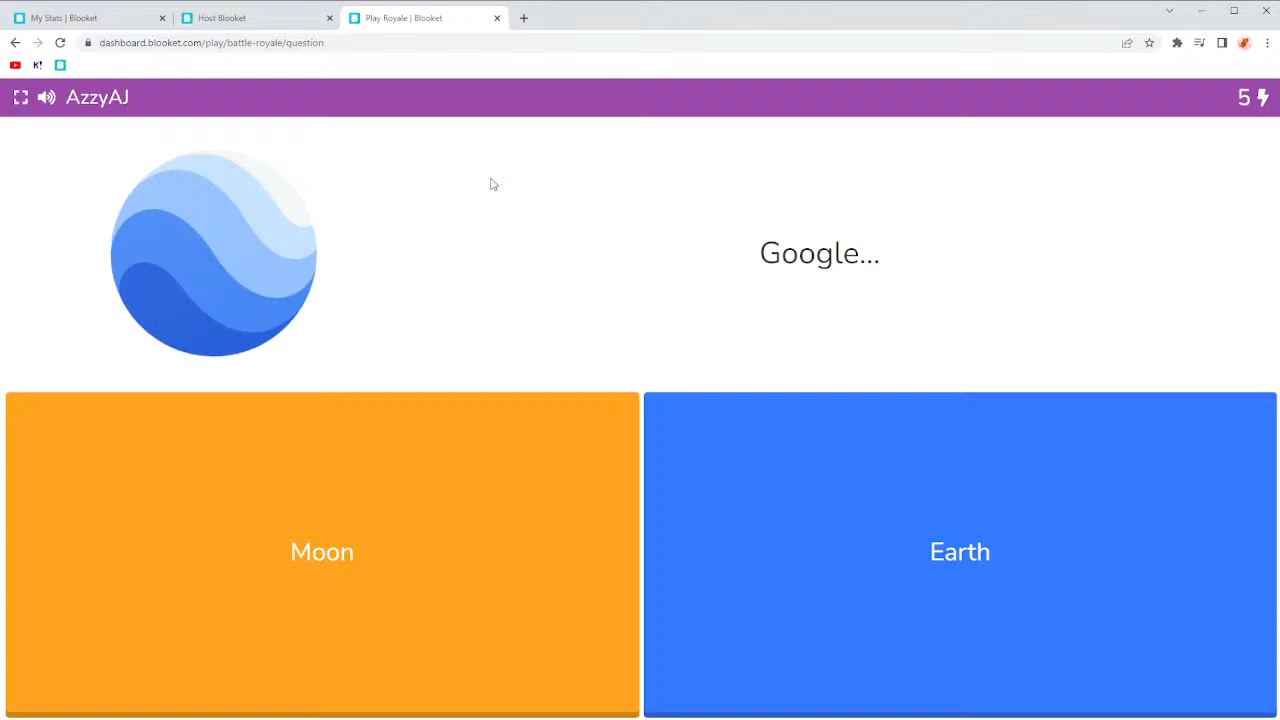 My Stats | Blooket
Host Blooket
Play Royale | Blooket
dashboard.blooket.com/play/battle-royale/question
K!
AzzyAJ
5
Google...
Moon
Earth